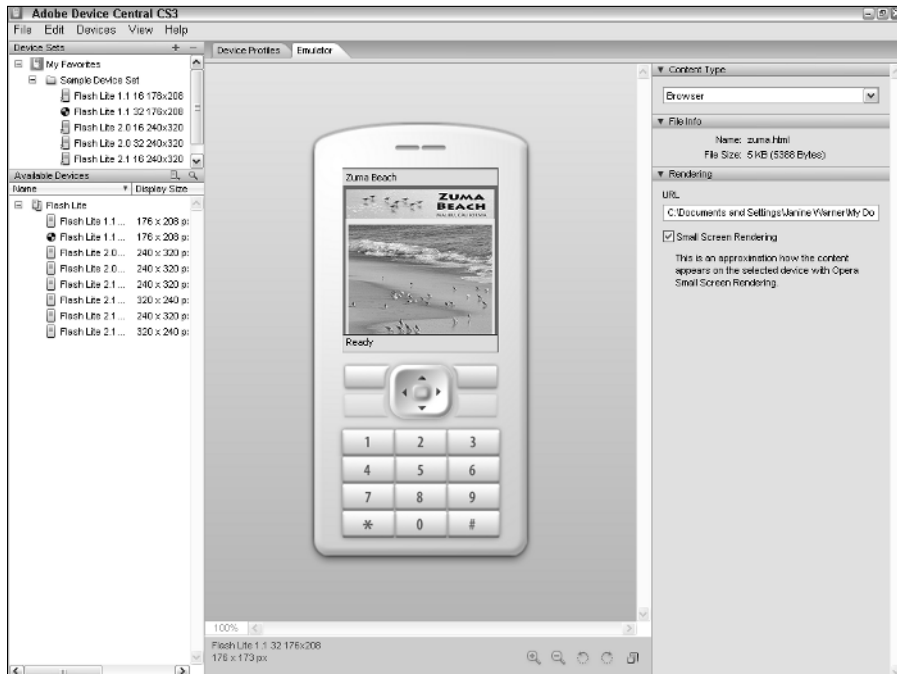 Adobe Device Central CS3
File Edit Devices View Help
Device Sets
My Favorites
Sample Device Set
Flash Lite 1.1 16 176x208
Flash Lite 1.1 32 176x208
Flash Lite 2.0 16 240x320
Flash Lite 2.0 32 240x320
Flash Lite 2.1 16 240x320
Available Devices
Name Display Size
Flash Lite
Flash Lite 1.1 ... 176 x 208 p
Flash Lite 1.1 ... 176 x 208 p
Flash Lite 2.0 ... 240 x 320 p
Flash Lite 2.0 ... 240 x 320 p
Flash Lite 2.1 ... 240 x 320 p
Flash Lite 2.1 ... 320 x 240 p
Flash Lite 2.1 ... 240 x 320 p
Flash Lite 2.1 ... 320 x 240 p
Device Profiles Emulator
Zuma Beach
ZUMA
BEACH
MALIBU, CALIFORNIA
Ready
1 2 3
4 5 6
7 8 9
* 0 #
100%
Flash Lite 1.1 32 176x208
176 x 173 px
Content Type
Browser
File Info
Name: zuma.html
File Size: 5 KB (5388 Bytes)
Rendering
URL
C:\Documents and Settings\Janine Warner\My Do
Small Screen Rendering
This is an approximation how the content
appears on the selected device with Opera
Small Screen Rendering.